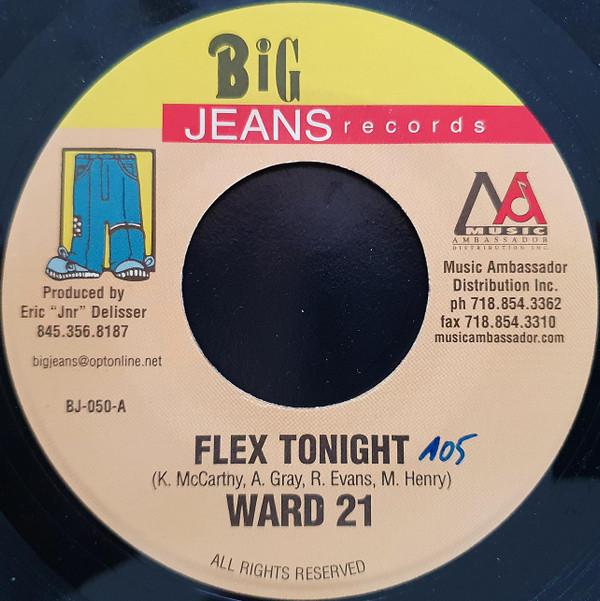 BiG
JEANS records
MUSIC
AMBASSADOR
DISTRIBUTION INC.
Music Ambassador
Distribution Inc.
ph 718.854.3362
fax 718.854.3310
musicambassador.com
Produced by
Eric "Jnr" Delisser
845.356.8187
bigjeans@optonline.net
BJ-050-A
FLEX TONIGHT 105
(K. McCarthy, A. Gray, R. Evans, M. Henry)
WARD 21
ALL RIGHTS RESERVED